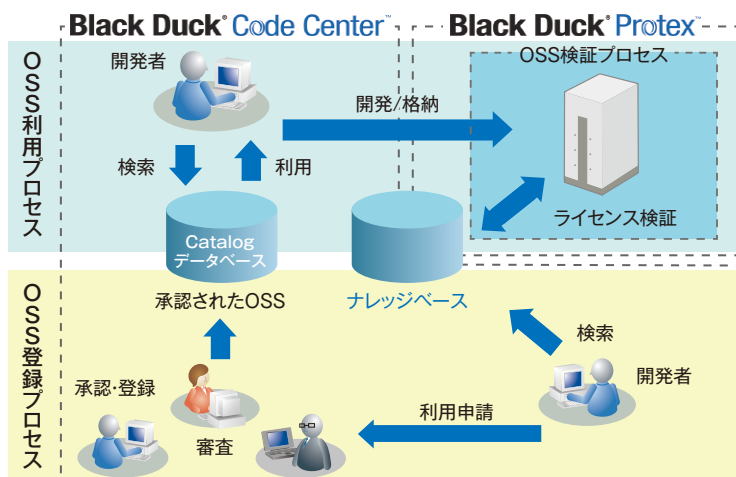 Black Duck® Code Center™
Black Duck® Protex™
OSS利用プロセス
開発者
OSS検証プロセス
開発/格納
検索
利用
ライセンス検証
Catalog
データベース
承認されたOSS
ナレッジベース
OSS登録プロセス
検索
開発者
承認・登録
利用申請
審査